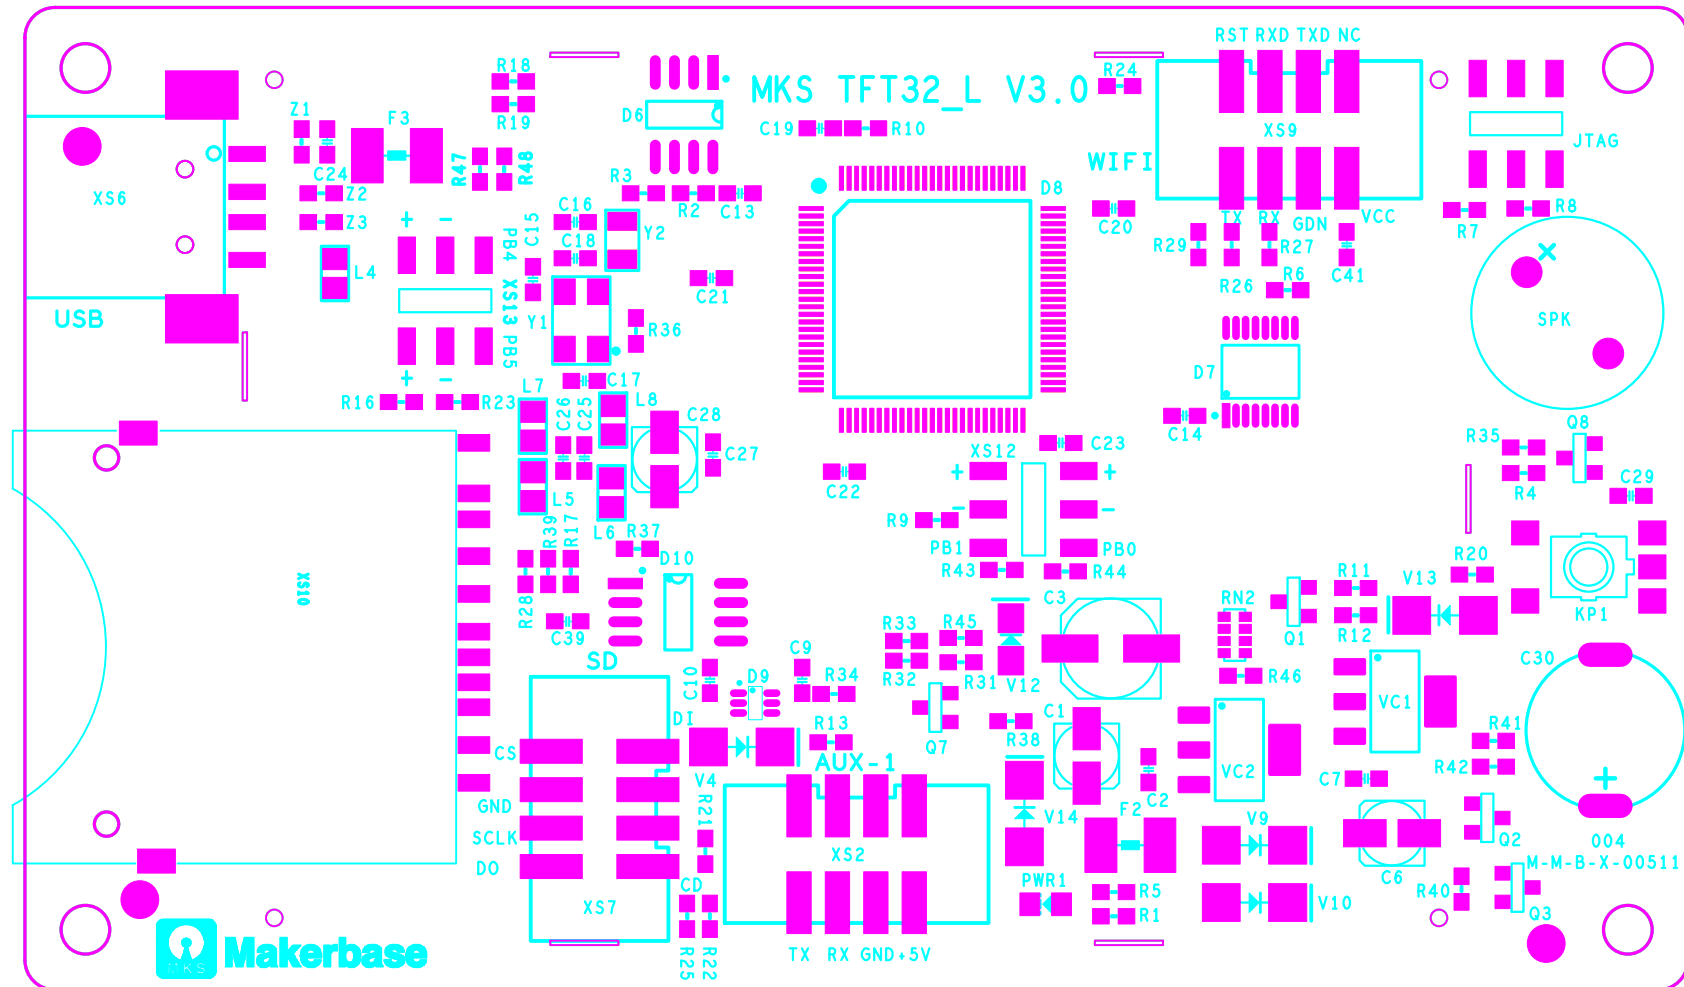 RST RXD TXD NC
R18
R24
MKS TFT32_L V3.0
Z1
F3
R19
D6
C19
R10
XS9
JTAG
WIFI
C24
R47
R48
R3
D8
XS6
Z2
R2
C13
Z3
+ -
C16
C15
Y2
C20
TX RX GDN VCC
R8
R7
PB4 XS13 PB5
C18
R29
R27
C41
L4
C21
R26
R6
USB
Y1
R36
SPK
D7
+ -
C17
L7
R16
R23
L8
C26
C25
C28
C14
Q8
C27
XS12
C23
R35
+ +
C22
R4
C29
L5
- -
L6
R9
R39
R17
R37
PB1
PB0
D10
R43
R44
R20
XS10
R11
V13
C3
RN2
R28
C39
R33
R45
Q1
R12
KP1
SD
C9
C10
D9
R34
R32
R31
V12
R46
C30
VC1
DI
C1
R13
Q7
R38
R41
CS
AUX-1
VC2
C7
R42
V4
C2
GND
R21
V14
F2
V9
+
SCLK
Q2
004
XS2
M-M-B-X-00511
DO
CD
PWR1
C6
R5
R40
XS7
R1
V10
Q3
MKS
Makerbase
R25
R22
TX RX GND+5V